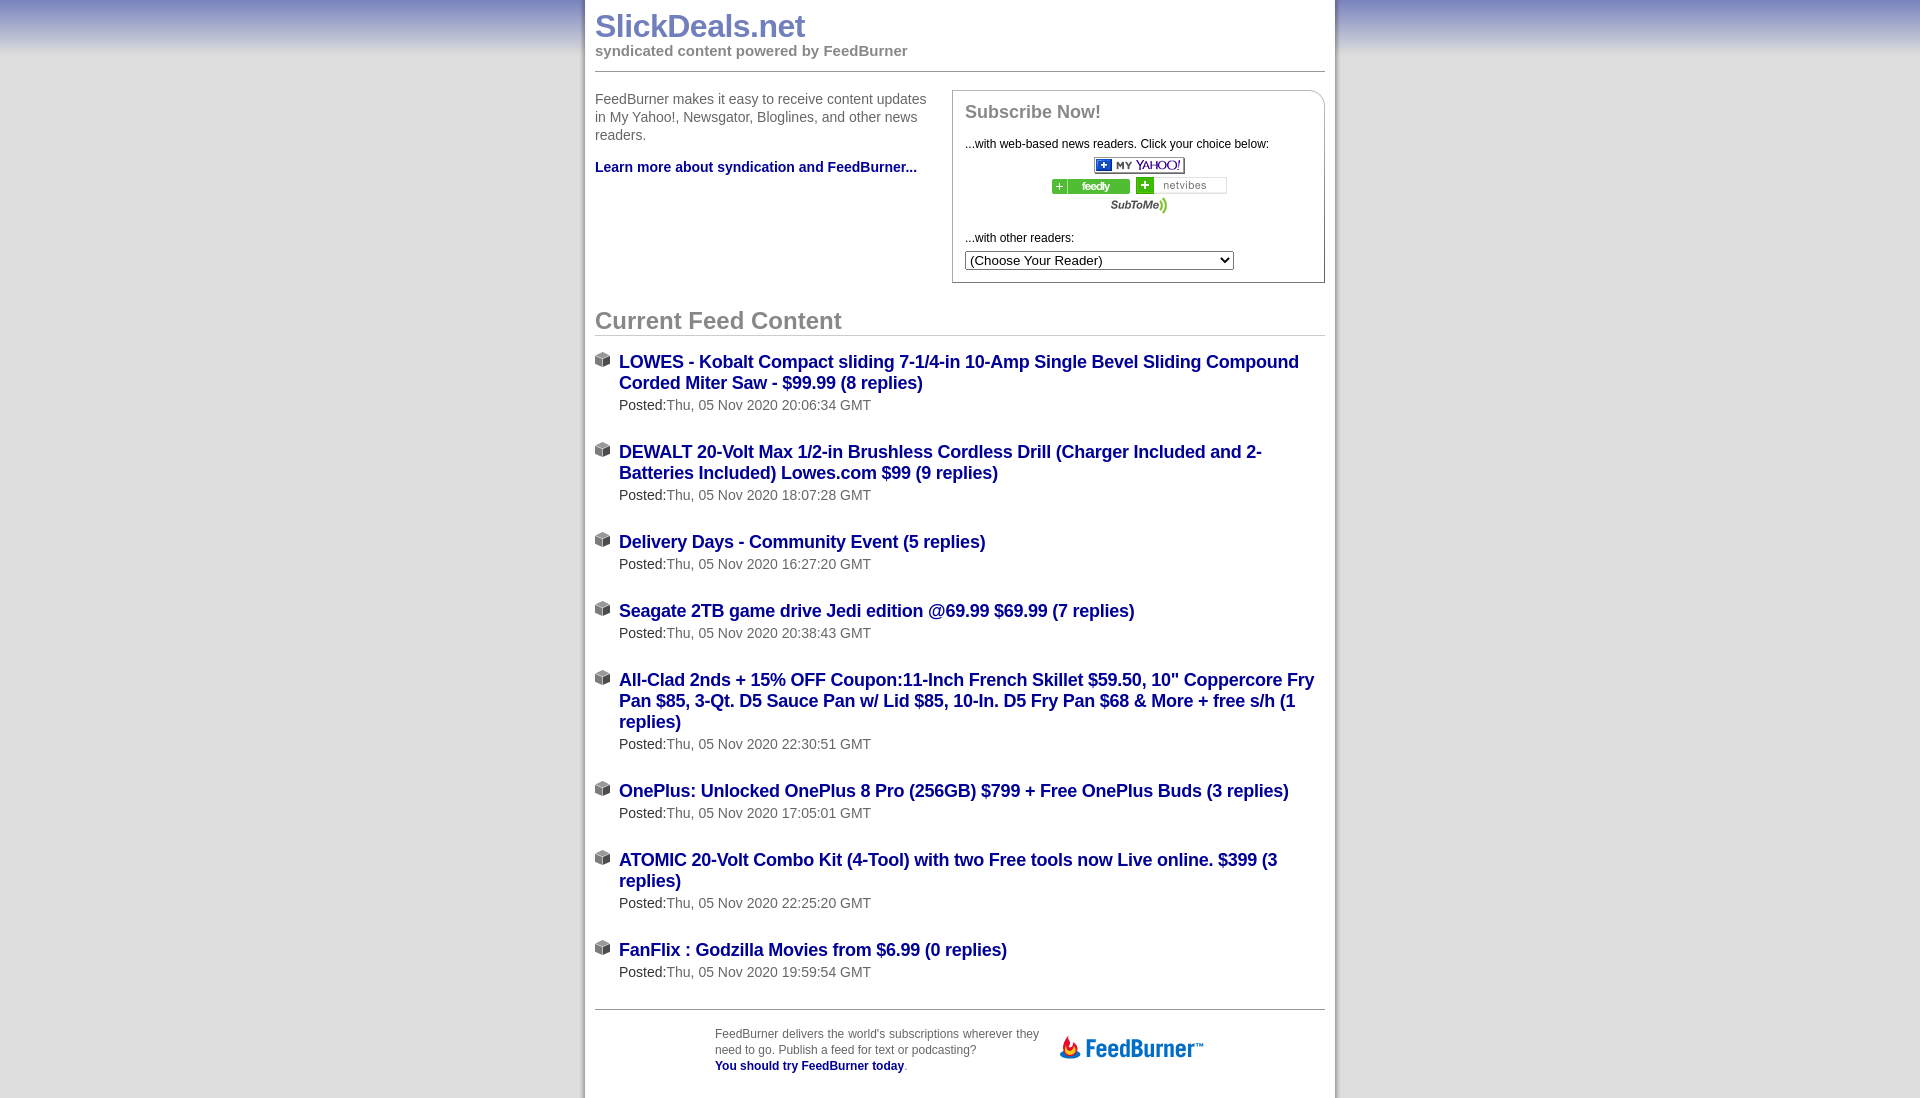 SlickDeals.net
syndicated content powered by FeedBurner
FeedBurner makes it easy to receive content updates
in My Yahoo!, Newsgator, Bloglines, and other news
readers.
Learn more about syndication and FeedBurner...
Subscribe Now!
...with web-based news readers. Click your choice below:
MY YAHOO!
feedly
netvibes
SubToMe
...with other readers:
(Choose Your Reader)
Current Feed Content
LOWES - Kobalt Compact sliding 7-1/4-in 10-Amp Single Bevel Sliding Compound
Corded Miter Saw - $99.99 (8 replies)
Posted:Thu, 05 Nov 2020 20:06:34 GMT
DEWALT 20-Volt Max 1/2-in Brushless Cordless Drill (Charger Included and 2-
Batteries Included) Lowes.com $99 (9 replies)
Posted:Thu, 05 Nov 2020 18:07:28 GMT
Delivery Days - Community Event (5 replies)
Posted:Thu, 05 Nov 2020 16:27:20 GMT
Seagate 2TB game drive Jedi edition @69.99 $69.99 (7 replies)
Posted:Thu, 05 Nov 2020 20:38:43 GMT
All-Clad 2nds + 15% OFF Coupon:11-Inch French Skillet $59.50, 10" Coppercore Fry
Pan $85, 3-Qt. D5 Sauce Pan w/ Lid $85, 10-In. D5 Fry Pan $68 & More + free s/h (1
replies)
Posted:Thu, 05 Nov 2020 22:30:51 GMT
OnePlus: Unlocked OnePlus 8 Pro (256GB) $799 + Free OnePlus Buds (3 replies)
Posted:Thu, 05 Nov 2020 17:05:01 GMT
ATOMIC 20-Volt Combo Kit (4-Tool) with two Free tools now Live online. $399 (3
replies)
Posted:Thu, 05 Nov 2020 22:25:20 GMT
FanFlix : Godzilla Movies from $6.99 (0 replies)
Posted:Thu, 05 Nov 2020 19:59:54 GMT
FeedBurner delivers the world's subscriptions wherever they
need to go. Publish a feed for text or podcasting?
You should try FeedBurner today.
FeedBurner™